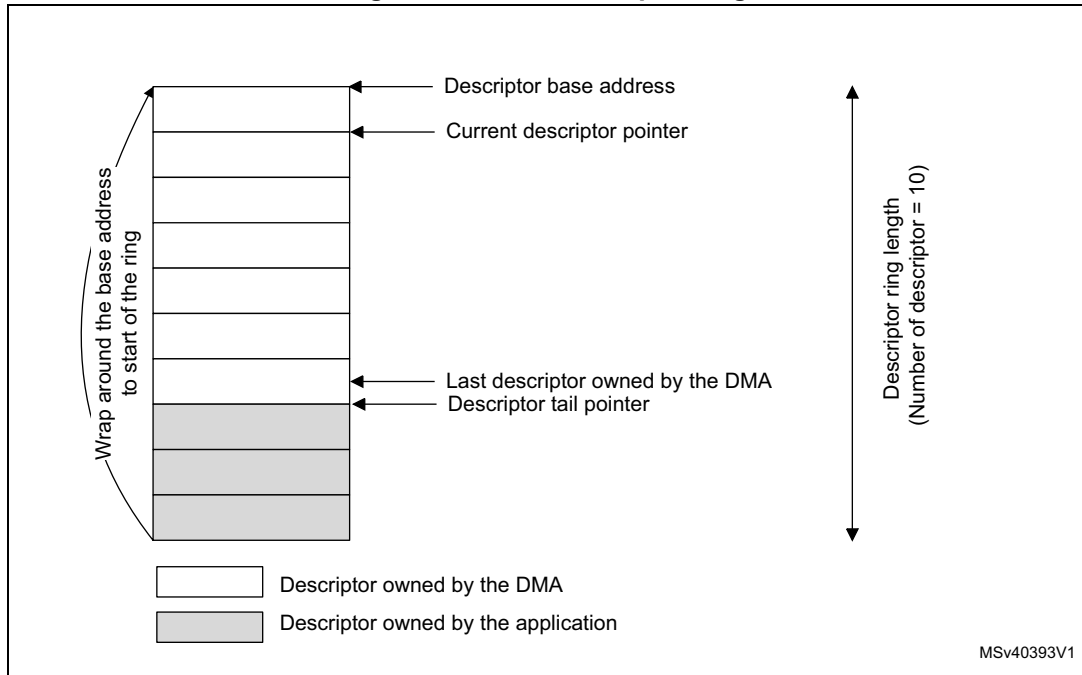 Descriptor base address
Current descriptor pointer
Wrap around the base address
to start of the ring
Descriptor ring length
(Number of descriptor = 10)
Last descriptor owned by the DMA
Descriptor tail pointer
Descriptor owned by the DMA
Descriptor owned by the application
MSv40393V1